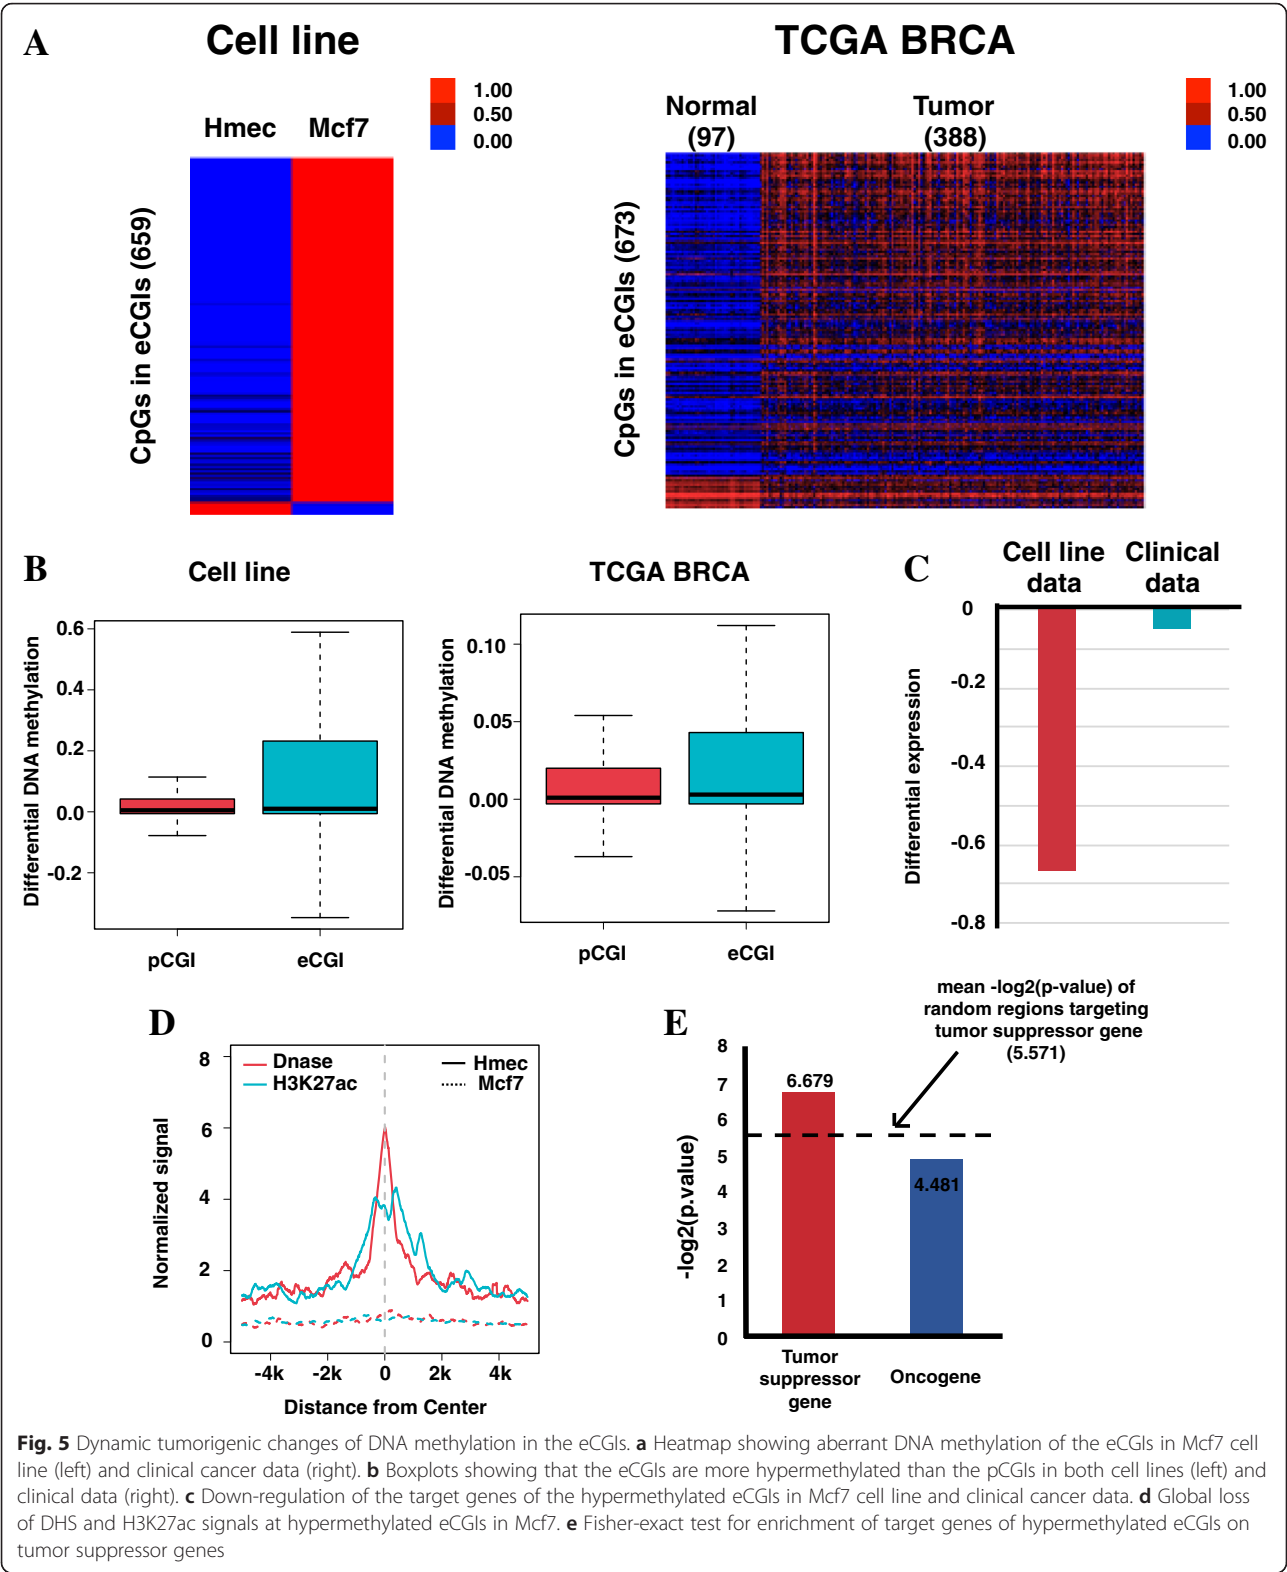 A
Cell line
TCGA BRCA
1.00
0.50
0.00
Hmec Mcf7
CpGs in eCGIs (659)
1.00
0.50
0.00
Normal
(97)
Tumor
(388)
CpGs in eCGIs (673)
B
Cell line
Differential DNA methylation
0.6
0.4
0.2
0.0
-0.2
pCGI
eCGI
TCGA BRCA
Differential DNA methylation
0.10
0.05
0.00
-0.05
pCGI
eCGI
C
Cell line
data
Clinical
data
Differential expression
0
-0.2
-0.4
-0.6
-0.8
D
Normalized signal
8
6
4
2
0
Dnase
H3K27ac
Hmec
Mcf7
-4k
-2k
0
2k
4k
Distance from Center
E
mean -log2(p-value) of
random regions targeting
tumor suppressor gene
(5.571)
-log2(p.value)
8
7
6
5
4
3
2
1
0
6.679
4.481
Tumor
suppressor
gene
Oncogene
Fig. 5 Dynamic tumorigenic changes of DNA methylation in the eCGIs. a Heatmap showing aberrant DNA methylation of the eCGIs in Mcf7 cell
line (left) and clinical cancer data (right). b Boxplots showing that the eCGIs are more hypermethylated than the pCGIs in both cell lines (left) and
clinical data (right). c Down-regulation of the target genes of the hypermethylated eCGIs in Mcf7 cell line and clinical cancer data. d Global loss
of DHS and H3K27ac signals at hypermethylated eCGIs in Mcf7. e Fisher-exact test for enrichment of target genes of hypermethylated eCGIs on
tumor suppressor genes